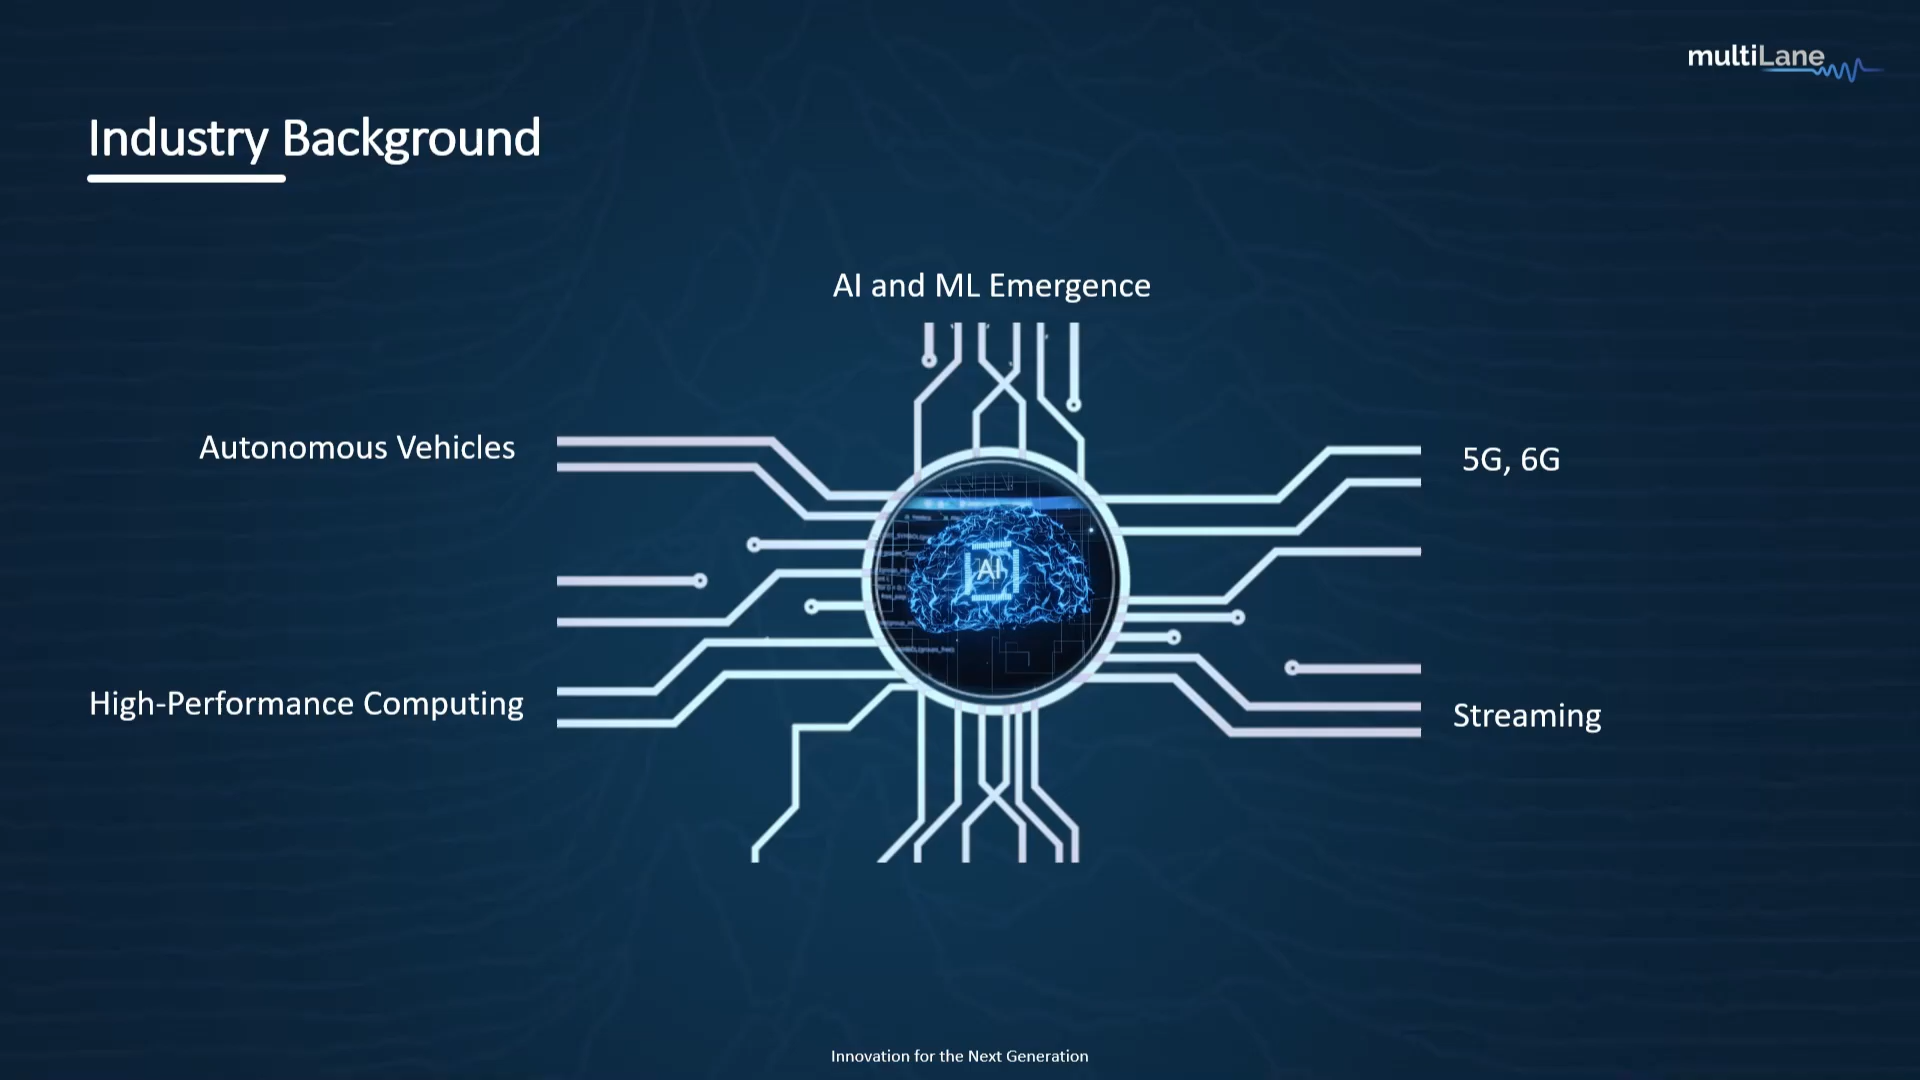 multiLane
Industry Background
AI and ML Emergence
Autonomous Vehicles
5G, 6G
AI
High-Performance Computing
Streaming
Innovation for the Next Generation